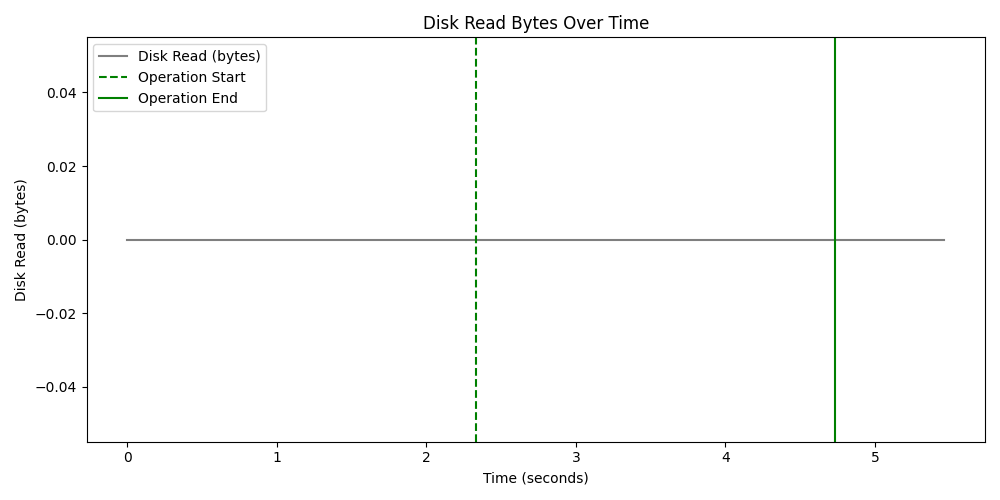 Disk Read Bytes Over Time
Disk Read (bytes)
Operation Start
Operation End
0.04
0.02
0.00
−0.02
−0.04
Disk Read (bytes)
0 1 2 3 4 5
Time (seconds)